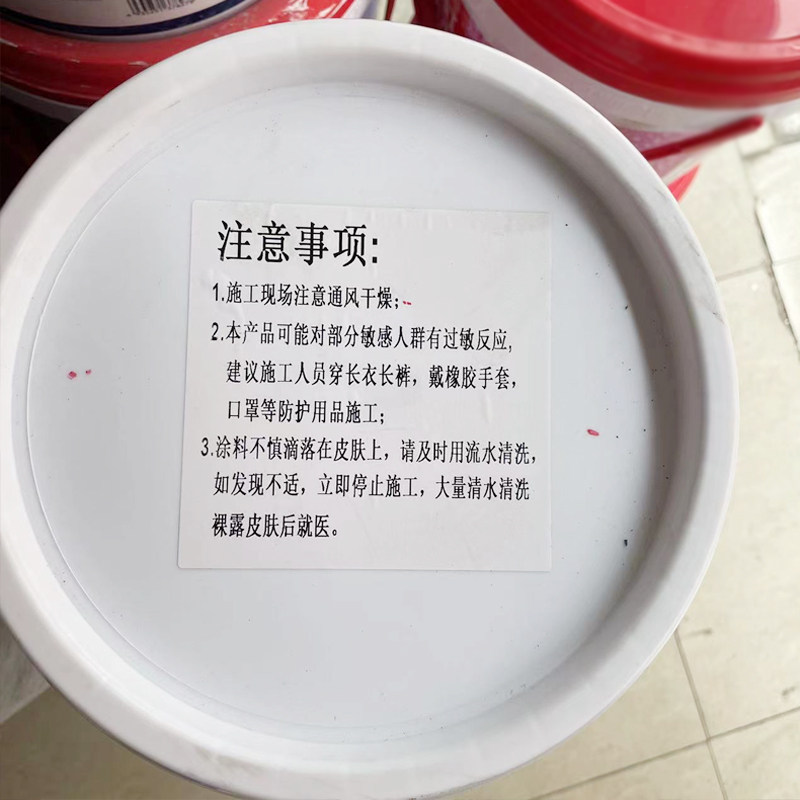 注意事项:
1.施工现场注意通风干燥;
2.本产品可能对部分敏感人群有过敏反应,
建议施工人员穿长衣长裤，戴橡胶手套，
口罩等防护用品施工;
3.涂料不慎滴落在皮肤上，请及时用流水清洗，
如发现不适，立即停止施工，大量清水清洗
裸露皮肤后就医。